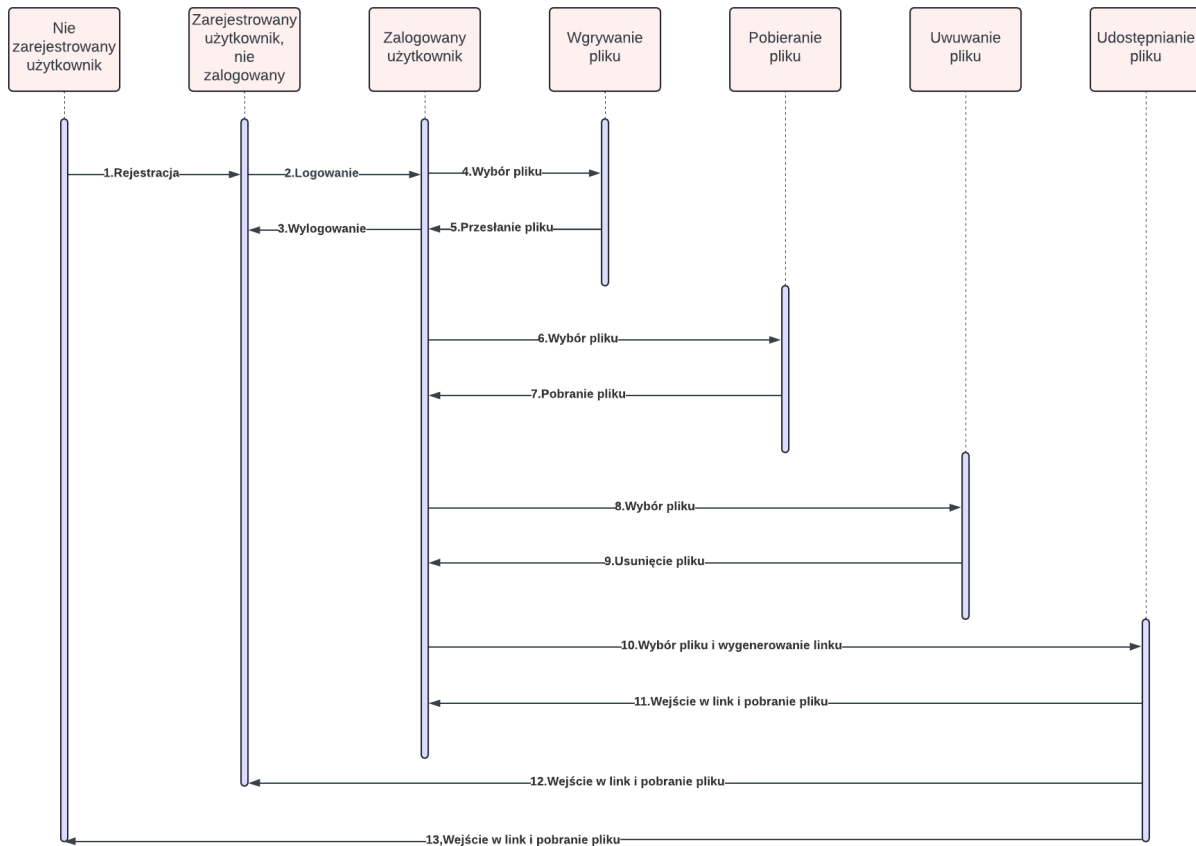 Nie
zarejestrowany
użytkownik
Zarejestrowany
użytkownik,
nie
zalogowany
Zalogowany
użytkownik
Wgrywanie
pliku
Pobieranie
pliku
Uwuwanie
pliku
Udostępnianie
pliku
1.Rejestracja
2.Logowanie
4.Wybór pliku
3.Wylogowanie
5.Przesłanie pliku
6.Wybór pliku
7.Pobranie pliku
8.Wybór pliku
9.Usunięcie pliku
10.Wybór pliku i wygenerowanie linku
11.Wejście w link i pobranie pliku
12.Wejście w link i pobranie pliku
13,Wejście w link i pobranie pliku